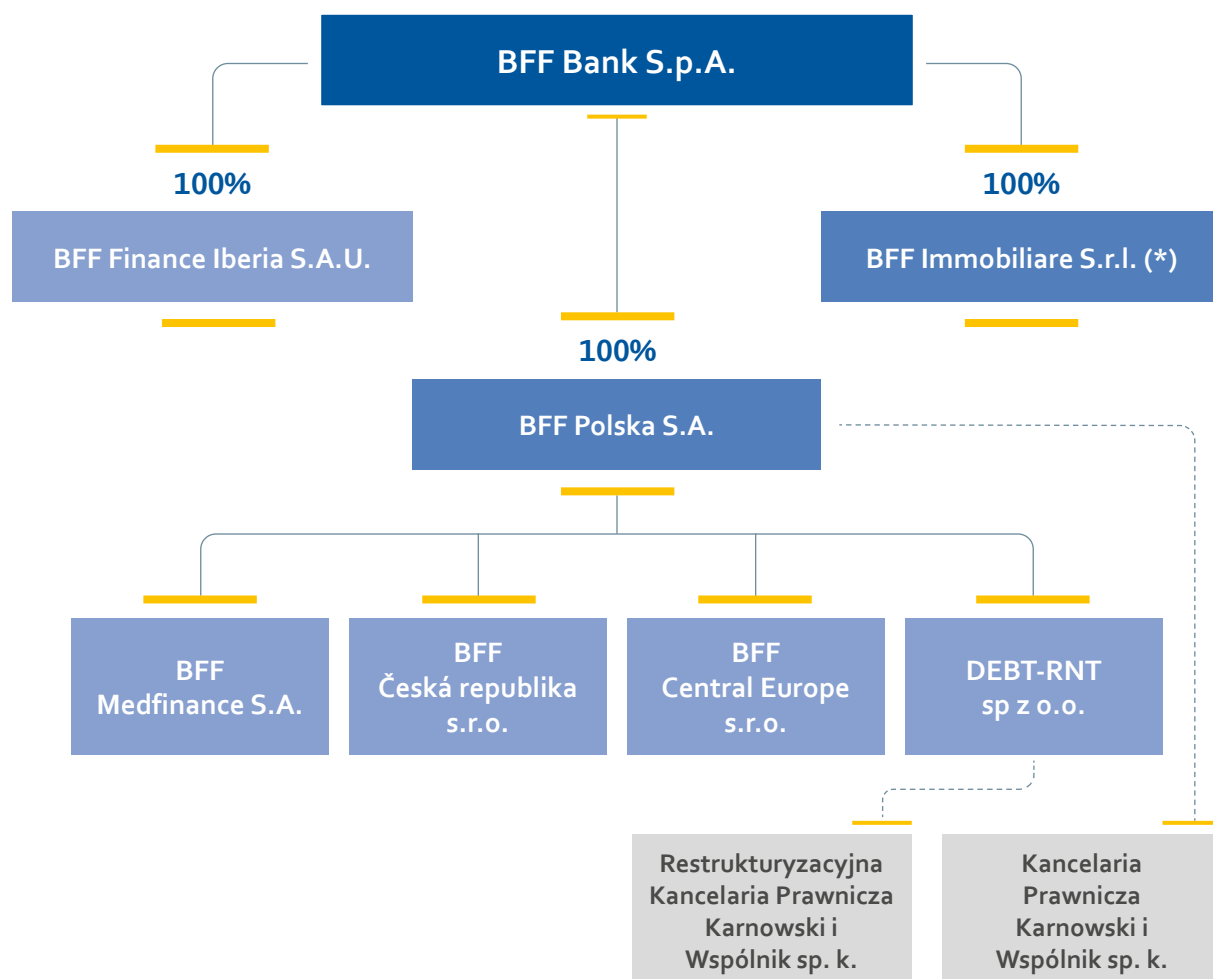 BFF Bank S.p.A.
100%
100%
BFF Finance Iberia S.A.U.
BFF Immobiliare S.r.l. (*)
100%
BFF Polska S.A.
BFF
Medfinance S.A.
BFF
Česká republika
s.r.o.
BFF
Central Europe
s.r.o.
DEBT-RNT
sp z o.o.
Restrukturyzacyjna
Kancelaria Prawnicza
Karnowski i
Wspólnik sp. k.
Kancelaria
Prawnicza
Karnowski i
Wspólnik sp. k.